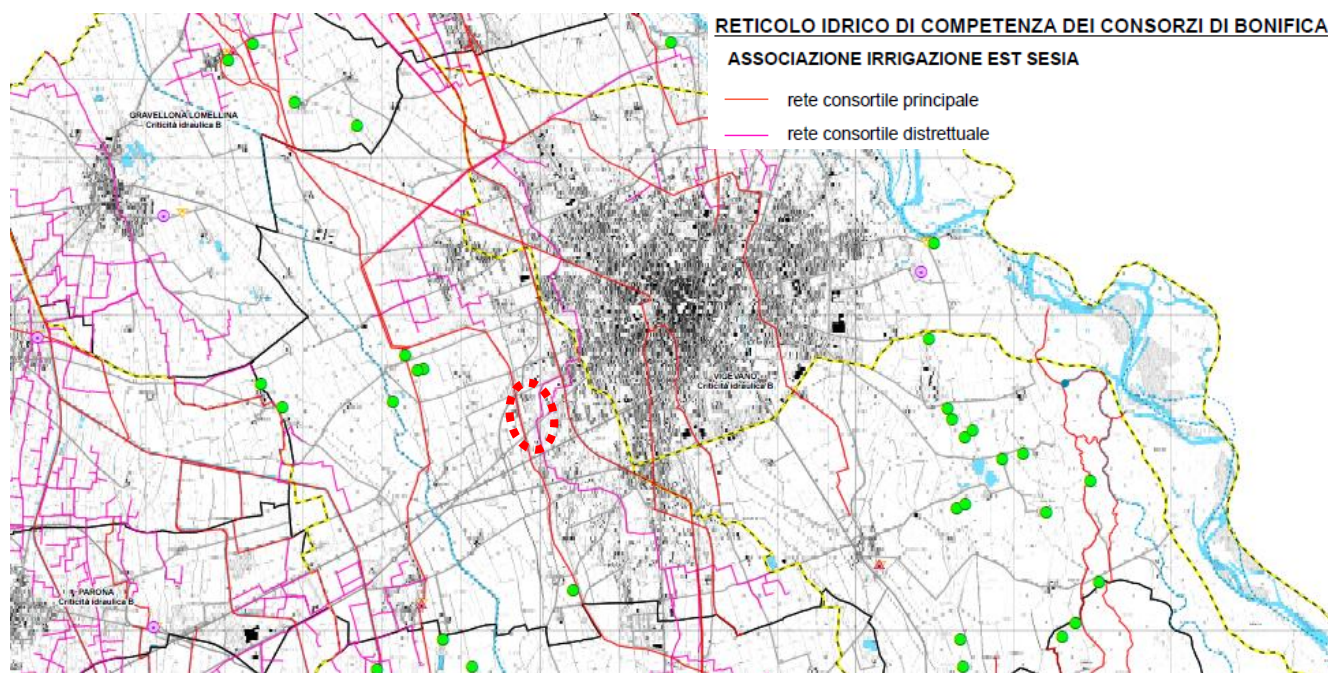 RETICOLO IDRICO DI COMPETENZA DEI CONSORZI DI BONIFICA
ASSOCIAZIONE IRRIGAZIONE EST SESIA
rete consortile principale
rete consortile distrettuale
GRAVELLONA LOMELLINA
Criticità idraulica B
VIGEVANO
Criticità idraulica B
PARONA
Criticità idraulica B